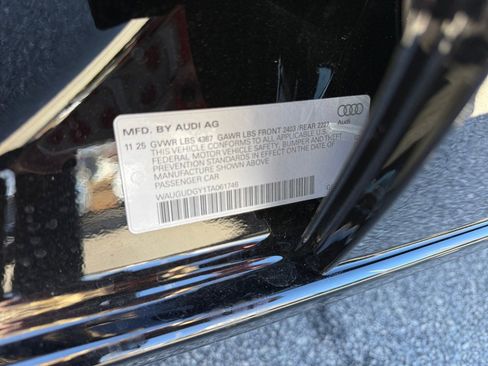 MFD. BY AUDI AG
11 25 GVWR LBS 4387 GAWR LBS FRONT 2403 /REAR 2227
THIS VEHICLE CONFORMS TO ALL APPLICABLE U.S.
FEDERAL MOTOR VEHICLE SAFETY, BUMPER AND THEFT
PREVENTION STANDARDS IN EFFECT ON THE DATE OF
MANUFACTURE SHOWN ABOVE
PASSENGER CAR
WAUGUDGY1TA061748
Audi